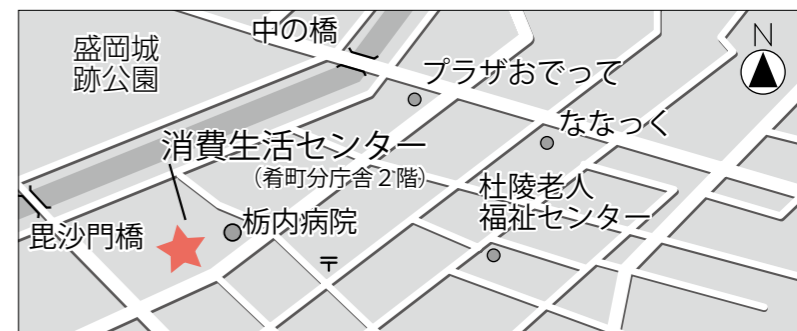 中の橋
N
盛岡城
跡公園
プラザおでって
ななっく
消費生活センター
（肴町分庁舎２階）
杜陵老人
福祉センター
栃内病院
毘沙門橋
〒